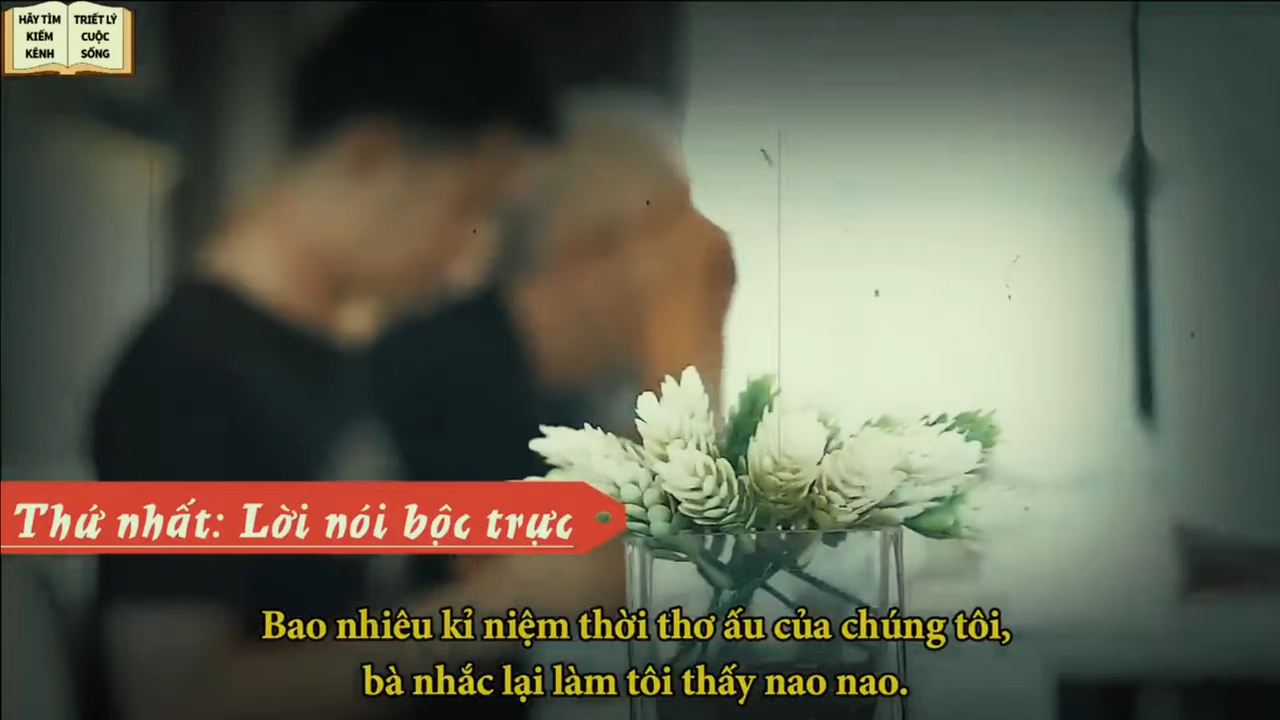 HÃY TÌM
KIẾM
KÊNH
TRIẾT LÝ
CUỘC
SỐNG
Thứ nhất: Lời nói bộc trực
Bao nhiêu kỉ niệm thời thơ ấu của chúng tôi,
bà nhắc lại làm tôi thấy nao nao.